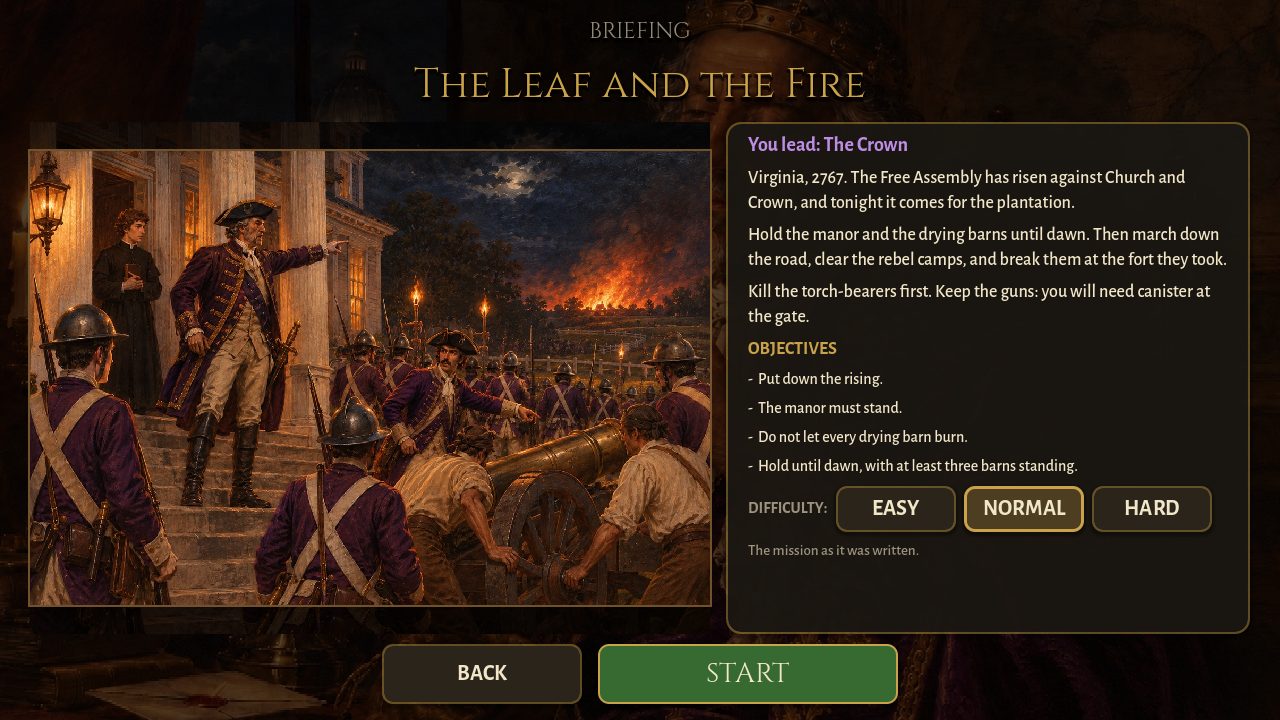 BRIEFING
The Leaf and the Fire
You lead: The Crown
Virginia, 2767. The Free Assembly has risen against Church and
Crown, and tonight it comes for the plantation.
Hold the manor and the drying barns until dawn. Then march down
the road, clear the rebel camps, and break them at the fort they took.
Kill the torch-bearers first. Keep the guns: you will need canister at
the gate.
OBJECTIVES
- Put down the rising.
- The manor must stand.
- Do not let every drying barn burn.
- Hold until dawn, with at least three barns standing.
DIFFICULTY: EASY NORMAL HARD
The mission as it was written.
BACK START